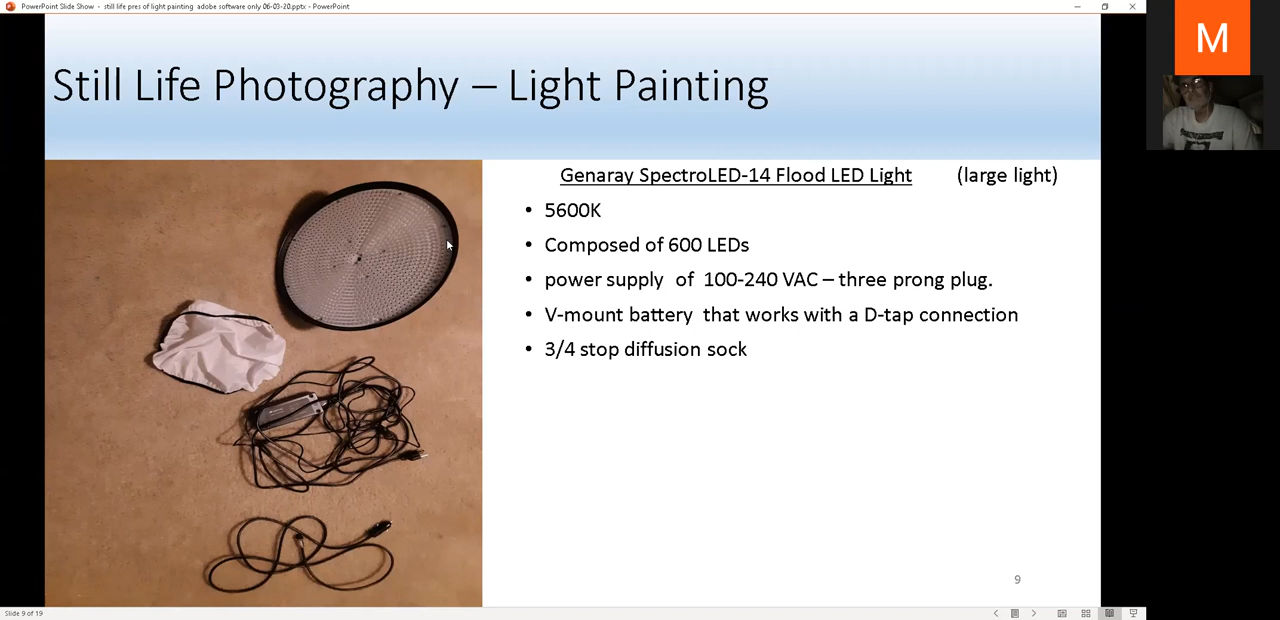 PowerPoint Slide Show - still life pres of light painting adobe software only 06-03-20.pptx - PowerPoint
M
Still Life Photography – Light Painting
Genaray SpectroLED-14 Flood LED Light (large light)
• 5600K
• Composed of 600 LEDs
• power supply of 100-240 VAC – three prong plug.
• V-mount battery that works with a D-tap connection
• 3/4 stop diffusion sock
9
Slide 9 of 19